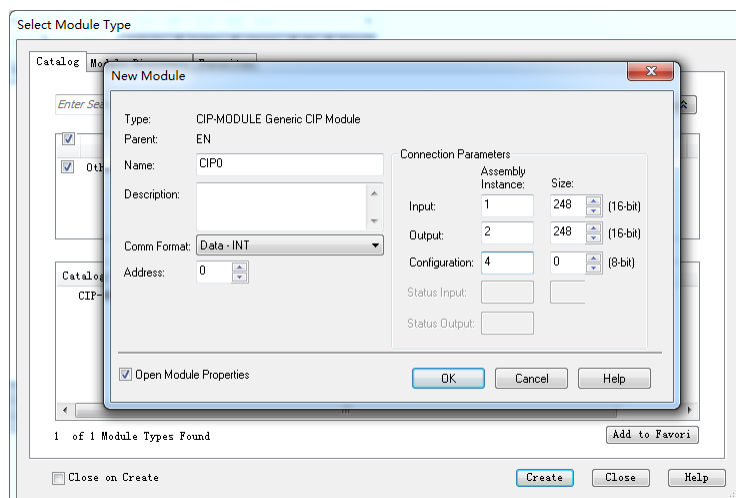 Select Module Type
Catalog
New Module
Enter Sea
Type: CIP-MODULE Generic CIP Module
Parent: EN
Name: CIP0
Description:
Comm Format: Data - INT
Address: 0
Connection Parameters
Assembly Instance: Size:
Input: 1 248 (16-bit)
Output: 2 248 (16-bit)
Configuration: 4 0 (8-bit)
Status Input:
Status Output:
Oth
Catalog
CIP-
Open Module Properties
OK Cancel Help
1 of 1 Module Types Found
Add to Favori
Close on Create
Create Close Help